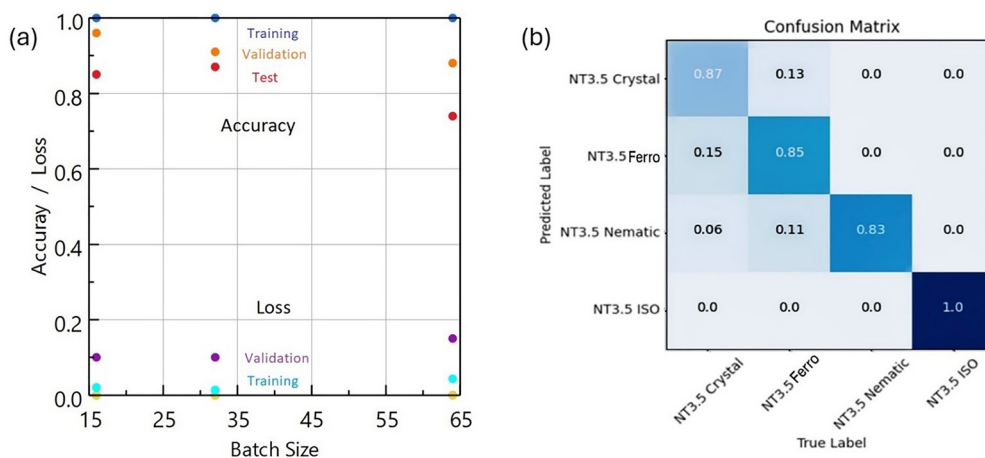 (a)
1.0
0.8
0.6
0.4
0.2
0.0
Accuray / Loss
Training
Validation
Test
Accuracy
Loss
Validation
Training
15 25 35 45 55 65
Batch Size
(b)
Confusion Matrix
Predicted Label
NT3.5 Crystal 0.87 0.13 0.0 0.0
NT3.5 Ferro 0.15 0.85 0.0 0.0
NT3.5 Nematic 0.06 0.11 0.83 0.0
NT3.5 ISO 0.0 0.0 0.0 1.0
NT3.5 Crystal NT3.5 Ferro NT3.5 Nematic NT3.5 ISO
True Label